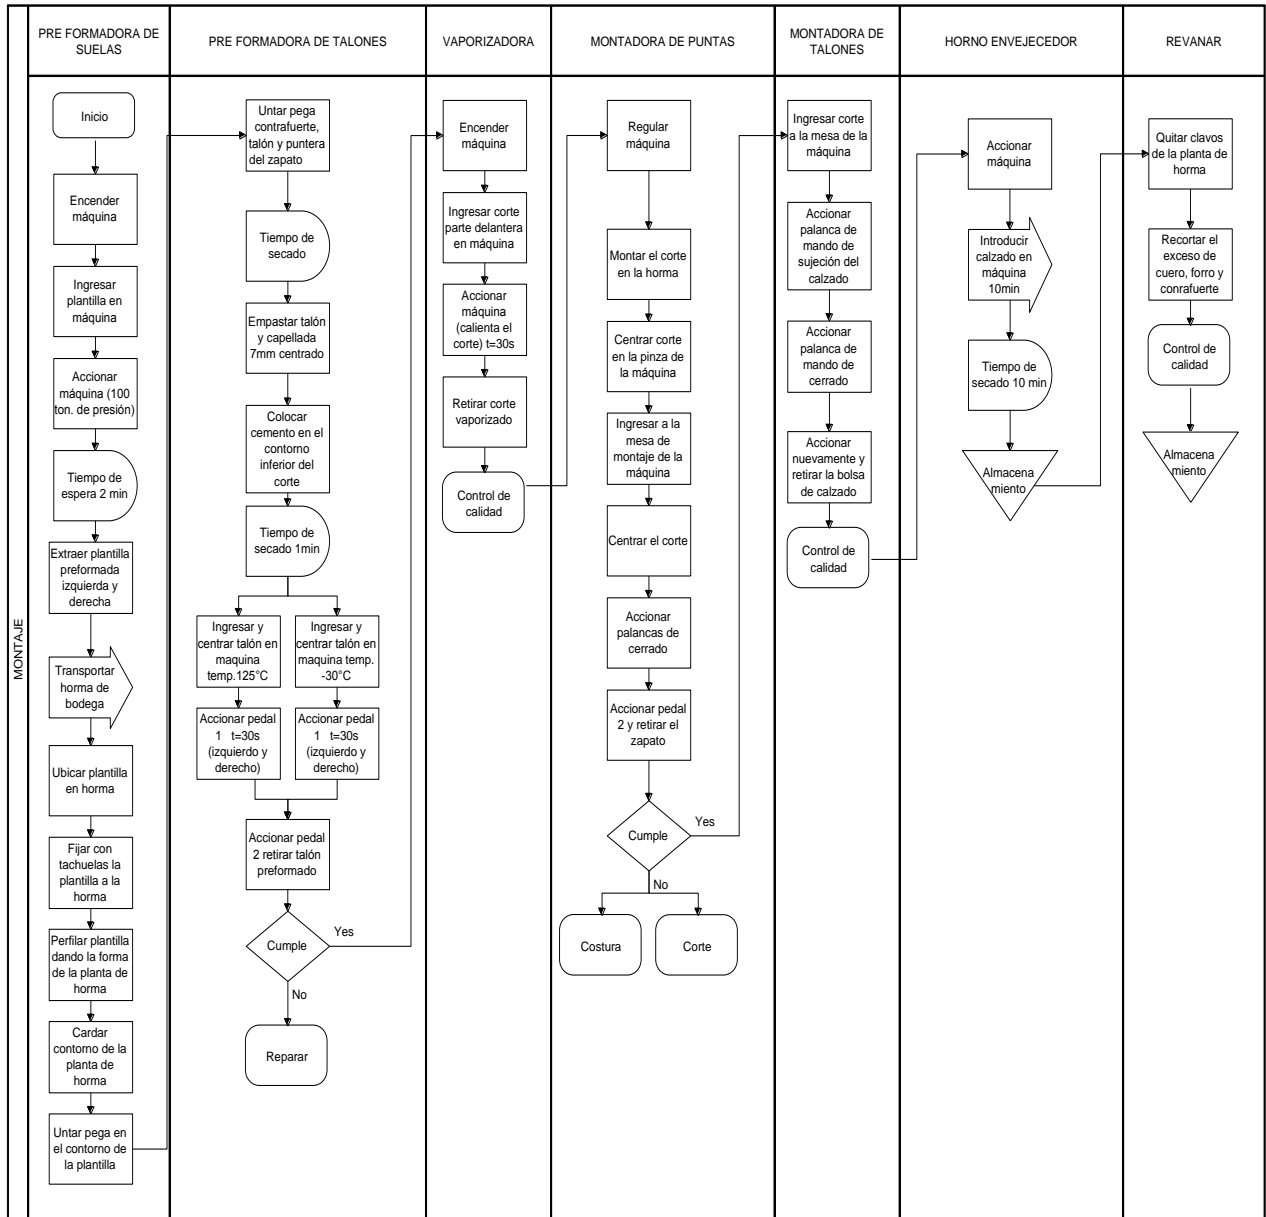 MONTAJE
PRE FORMADORA DE
SUELAS
PRE FORMADORA DE TALONES
VAPORIZADORA
MONTADORA DE PUNTAS
MONTADORA DE
TALONES
HORNO ENVEJECEDOR
REVANAR
Inicio
Encender
máquina
Ingresar
plantilla en
máquina
Accionar
máquina (100
ton. de presión)
Tiempo de
espera 2 min
Extraer plantilla
preformada
izquierda y
derecha
Transportar
horma de
bodega
Ubicar plantilla
en horma
Fijar con
tachuelas la
plantilla a la
horma
Perfilar plantilla
dando la forma
de la planta de
horma
Cardar
contorno de la
planta de
horma
Untar pega en
el contorno de
la plantilla
Untar pega
contrafuerte,
talón y puntera
del zapato
Tiempo de
secado
Empastar talón
y capellada
7mm centrado
Colocar
cemento en el
contorno
inferior del
corte
Tiempo de
secado 1min
Ingresar y
centrar talón en
maquina
temp.125°C
Ingresar y
centrar talón en
maquina temp.
-30°C
Accionar pedal
1 t=30s
(izquierdo y
derecho)
Accionar pedal
1 t=30s
(izquierdo y
derecho)
Accionar pedal
2 retirar talón
preformado
Cumple
Yes
No
Reparar
Encender
máquina
Ingresar corte
parte delantera
en máquina
Accionar
máquina
(calienta el
corte) t=30s
Retirar corte
vaporizado
Control de
calidad
Regular
máquina
Montar el corte
en la horma
Centrar corte
en la pinza de
la máquina
Ingresar a la
mesa de
montaje de la
máquina
Centrar el corte
Accionar
palancas de
cerrado
Accionar pedal
2 y retirar el
zapato
Cumple
Yes
No
Costura
Corte
Ingresar corte
a la mesa de la
máquina
Accionar
palanca de
mando de
sujeción del
calzado
Accionar
palanca de
mando de
cerrado
Accionar
nuevamente y
retirar la bolsa
de calzado
Control de
calidad
Accionar
máquina
Introducir
calzado en
máquina
10min
Tiempo de
secado 10 min
Almacena
miento
Quitar clavos
de la planta de
horma
Recortar el
exceso de
cuero, forro y
conrafuerte
Control de
calidad
Almacena
miento